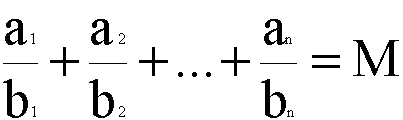 a₁/b₁ + a₂/b₂ + ... + aₙ/bₙ = M